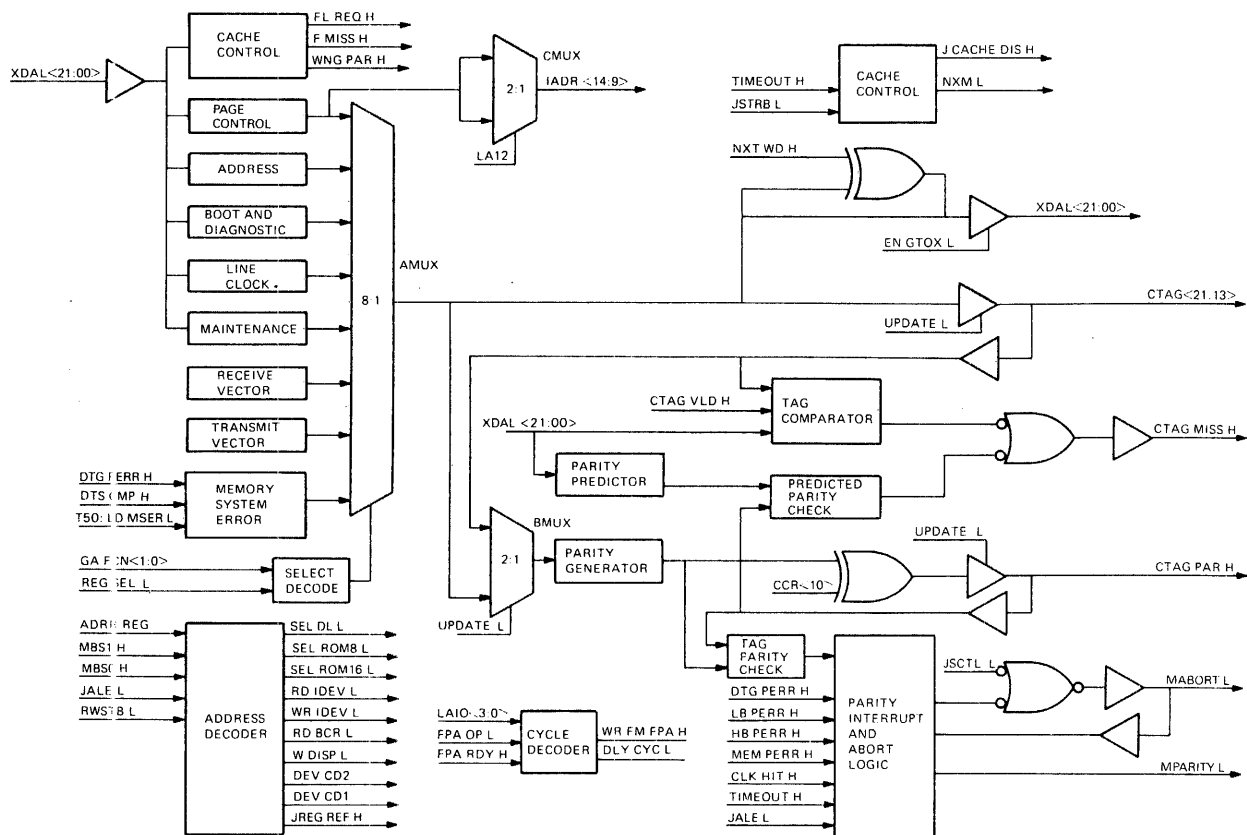 XDAL<21:00>
CACHE
CONTROL
FL REQ H
F MISS H
WNG PAR H
PAGE
CONTROL
ADDRESS
BOOT AND
DIAGNOSTIC
LINE
CLOCK
MAINTENANCE
RECEIVE
VECTOR
TRANSMIT
VECTOR
MEMORY
SYSTEM
ERROR
DTG PERR H
H
MSER L
8:1
AMUX
CMUX
2:1
IADR <14:9>
LA12
SELECT
DECODE
REG SEL L
TIMEOUT H
JSTRB L
CACHE
CONTROL
J CACHE DIS H
NXM L
NXT WD H
XDAL<21:00>
EN GTOX L
CTAG<21:13>
UPDATE L
CTAG VLD H
XDAL <21:00>
TAG
COMPARATOR
PARITY
PREDICTOR
PREDICTED
PARITY
CHECK
CTAG MISS H
BMUX
2:1
UPDATE L
PARITY
GENERATOR
CCR<10>
UPDATE L
CTAG PAR H
TAG
PARITY
CHECK
ADDRESS
DECODER
REG
H
H
JALE L
L
SEL DL L
SEL ROM8 L
SEL ROM16 L
RD IDEV L
WR IDEV L
RD BCR L
W DISP L
DEV CD2
DEV CD1
JREG REF H
FPA OP L
FPA RDY H
CYCLE
DECODER
WR FM FPA H
DLY CYC L
DTG PERR H
LB PERR H
HB PERR H
MEM PERR H
CLK HIT H
TIMEOUT H
JALE L
PARITY
INTERRUPT
AND
ABORT
LOGIC
JSCTL L
MABORT L
MPARITY L